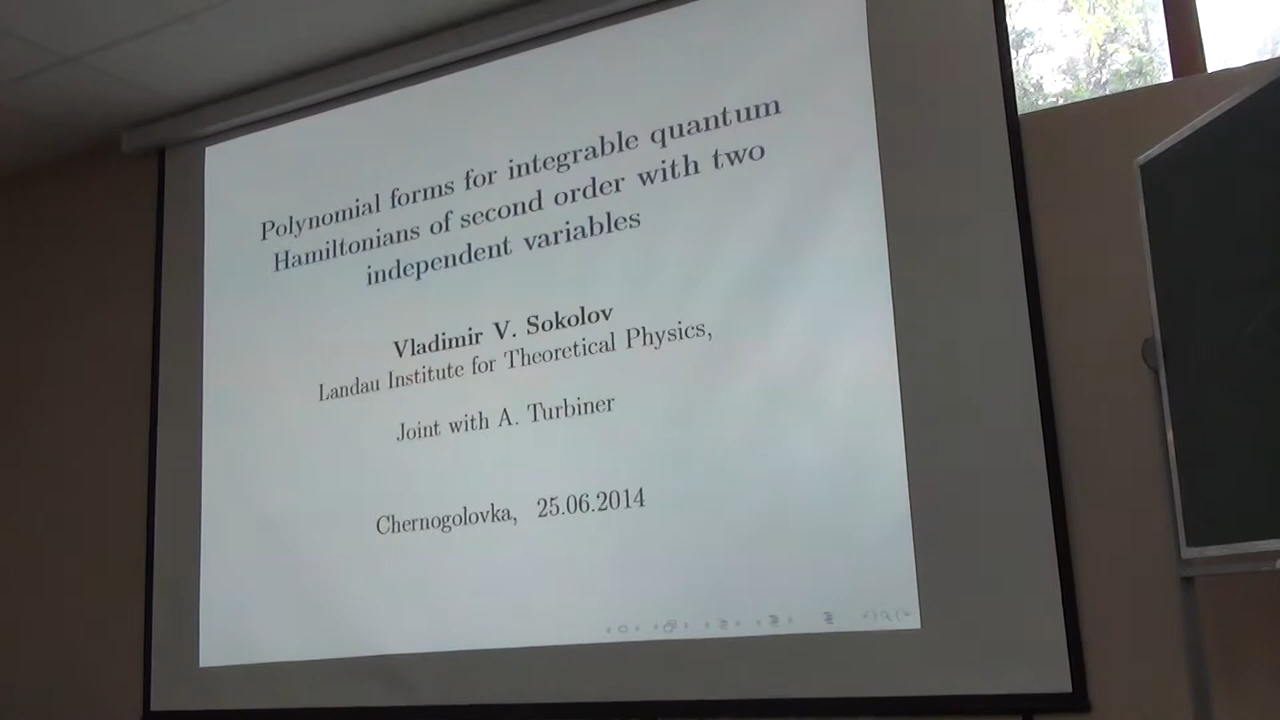 Polynomial forms for integrable quantum
Hamiltonians of second order with two
independent variables
Vladimir V. Sokolov
Landau Institute for Theoretical Physics,
Joint with A. Turbiner
Chernogolovka, 25.06.2014